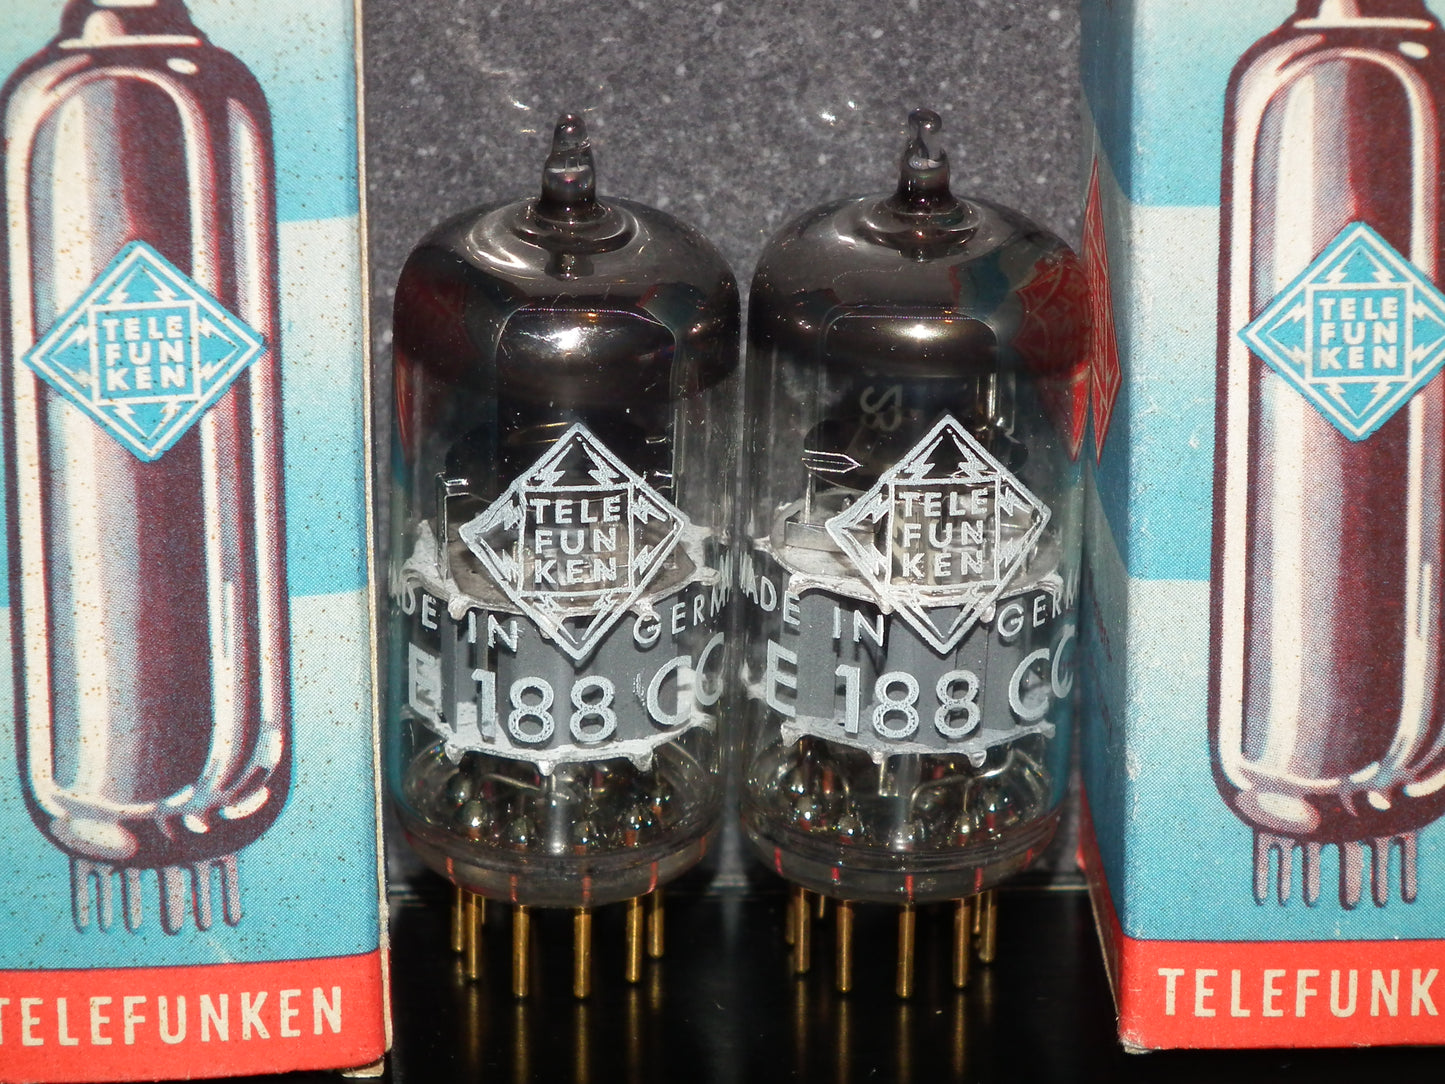 TELE
FUN
KEN
TELEFUNKEN
TELE
FUN
KEN
MADE IN GERM
E 188 CC
TELE
FUN
KEN
MADE IN GERM
E 188 CC
TELE
FUN
KEN
TELEFUNK